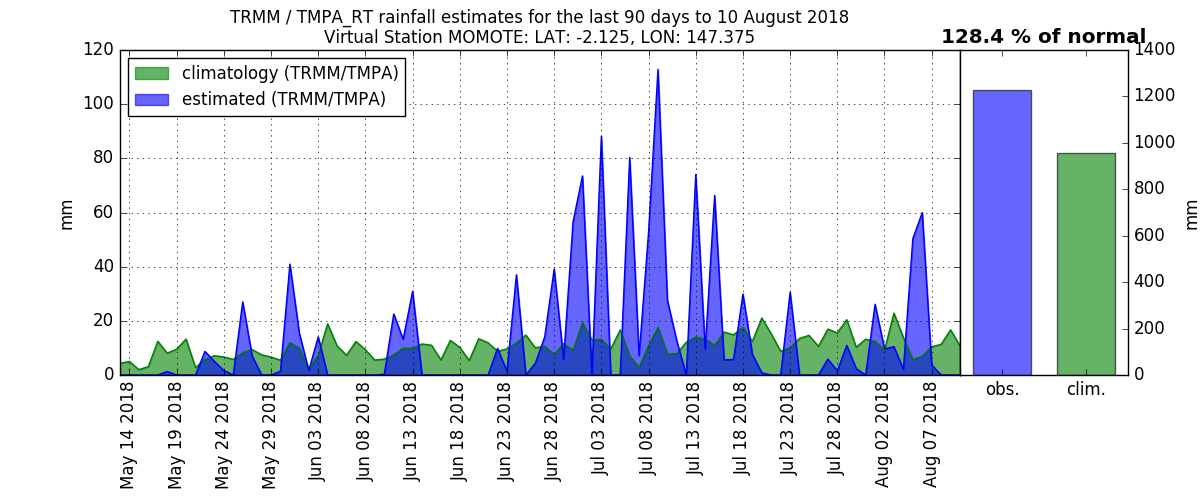 TRMM / TMPA_RT rainfall estimates for the last 90 days to 10 August 2018
Virtual Station MOMOTE: LAT: -2.125, LON: 147.375
128.4 % of normal
climatology (TRMM/TMPA)
estimated (TRMM/TMPA)
mm
120
100
80
60
40
20
0
May 14 2018
May 19 2018
May 24 2018
May 29 2018
Jun 03 2018
Jun 08 2018
Jun 13 2018
Jun 18 2018
Jun 23 2018
Jun 28 2018
Jul 03 2018
Jul 08 2018
Jul 13 2018
Jul 18 2018
Jul 23 2018
Jul 28 2018
Aug 02 2018
Aug 07 2018
obs.
clim.
1400
1200
1000
800
600
400
200
0
mm